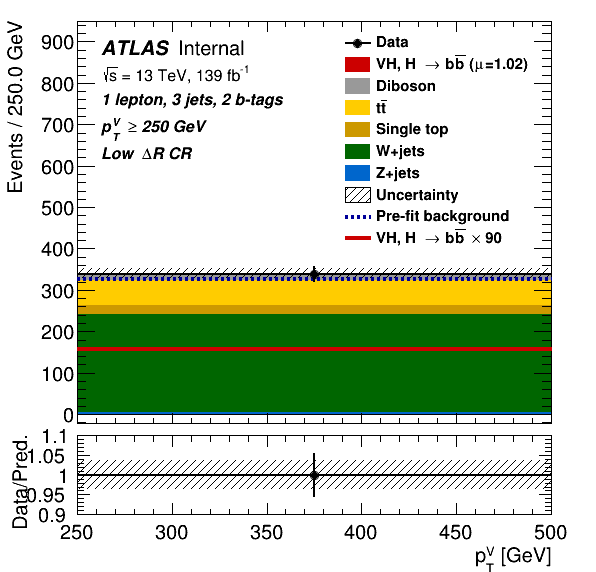 Events / 250.0 GeV
900
800
700
600
500
400
300
200
100
0
ATLAS Internal
√s = 13 TeV, 139 fb⁻¹
1 lepton, 3 jets, 2 b-tags
p_T^V ≥ 250 GeV
Low ΔR CR
Data
VH, H → bb̅ (μ=1.02)
Diboson
tt̅
Single top
W+jets
Z+jets
Uncertainty
Pre-fit background
VH, H → bb̅ × 90
Data/Pred.
1.1
1.05
1
0.95
0.9
250 300 350 400 450 500
p_T^V [GeV]